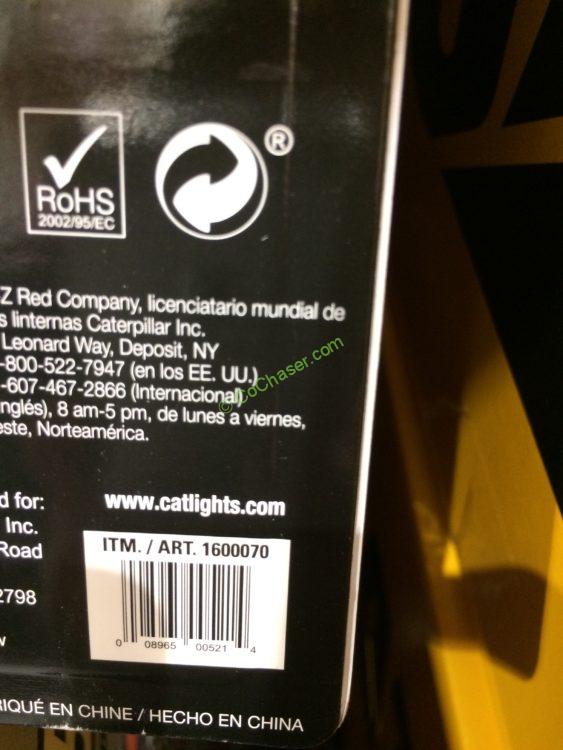 RoHS
2002/95/EC
®
Z Red Company, licenciatario mundial de
s linternas Caterpillar Inc.
Leonard Way, Deposit, NY
-800-522-7947 (en los EE. UU.)
-607-467-2866 (Internacional)
nglés), 8 am-5 pm, de lunes a viernes,
este, Norteamérica.
© CoChaser.com
d for:
www.catlights.com
Inc.
Road
ITM. / ART. 1600070
2798
0 08965 00521 4
w
RIQUÉ EN CHINE / HECHO EN CHINA